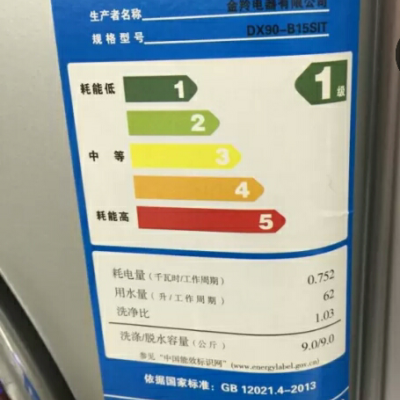 生产者名称 金羚电器有限公司
规格型号 DX90-B15SIT
耗能低 1 1级
2
中等 3
4
耗能高 5
耗电量(千瓦时/工作周期) 0.752
用水量(升/工作周期) 62
洗净比 1.03
洗涤/脱水容量(公斤) 9.0/9.0
参见“中国能效标识网”(www.energylabel.gov.cn)
依据国家标准:GB 12021.4-2013